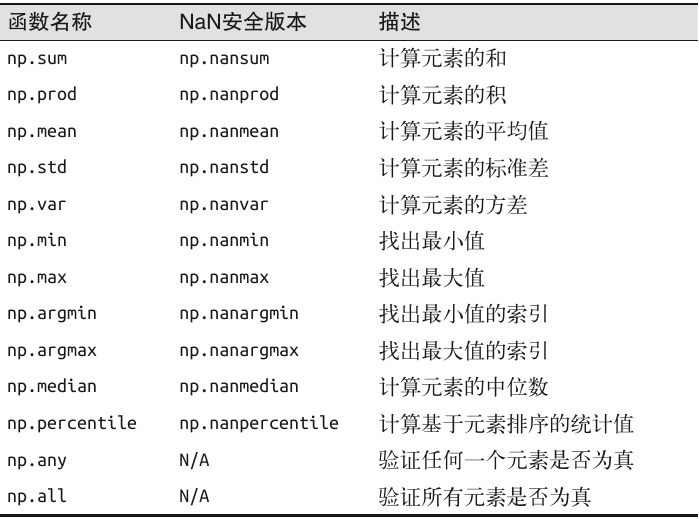 函数名称 NaN安全版本 描述
np.sum np.nansum 计算元素的和
np.prod np.nanprod 计算元素的积
np.mean np.nanmean 计算元素的平均值
np.std np.nanstd 计算元素的标准差
np.var np.nanvar 计算元素的方差
np.min np.nanmin 找出最小值
np.max np.nanmax 找出最大值
np.argmin np.nanargmin 找出最小值的索引
np.argmax np.nanargmax 找出最大值的索引
np.median np.nanmedian 计算元素的中位数
np.percentile np.nanpercentile 计算基于元素排序的统计值
np.any N/A 验证任何一个元素是否为真
np.all N/A 验证所有元素是否为真